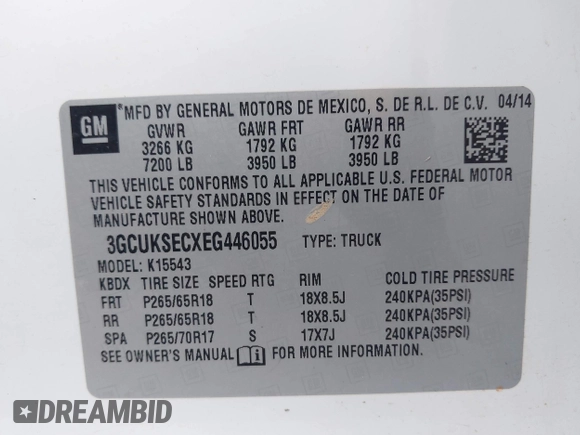 GM
*MFD BY GENERAL MOTORS DE MEXICO, S. DE R.L. DE C.V. 04/14
GVWR GAWR FRT GAWR RR
3266 KG 1792 KG 1792 KG
7200 LB 3950 LB 3950 LB
THIS VEHICLE CONFORMS TO ALL APPLICABLE U.S. FEDERAL MOTOR
VEHICLE SAFETY STANDARDS IN EFFECT ON THE DATE OF
MANUFACTURE SHOWN ABOVE.
3GCUKSECXEG446055 TYPE: TRUCK
MODEL: K15543
KBDX TIRE SIZE SPEED RTG RIM COLD TIRE PRESSURE
FRT P265/65R18 T 18X8.5J 240KPA(35PSI)
RR P265/65R18 T 18X8.5J 240KPA(35PSI)
SPA P265/70R17 S 17X7J 240KPA(35PSI)
SEE OWNER'S MANUAL FOR MORE INFORMATION.
DREAMBID